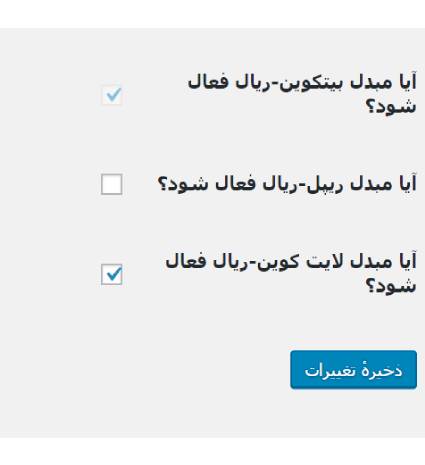 آیا مبدل بیتکوین-ریال فعال
شود؟
آیا مبدل ریپل-ریال فعال شود؟
آیا مبدل لایت کوین-ریال فعال
شود؟
ذخیرهٔ تغییرات